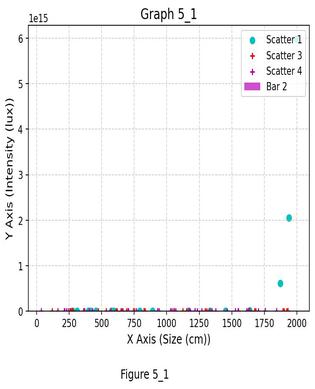 Graph 5_1
1e15
Scatter 1
Scatter 3
Scatter 4
Bar 2
6
5
4
3
2
1
0
Y Axis (Intensity (lux))
0 250 500 750 1000 1250 1500 1750 2000
X Axis (Size (cm))
Figure 5_1